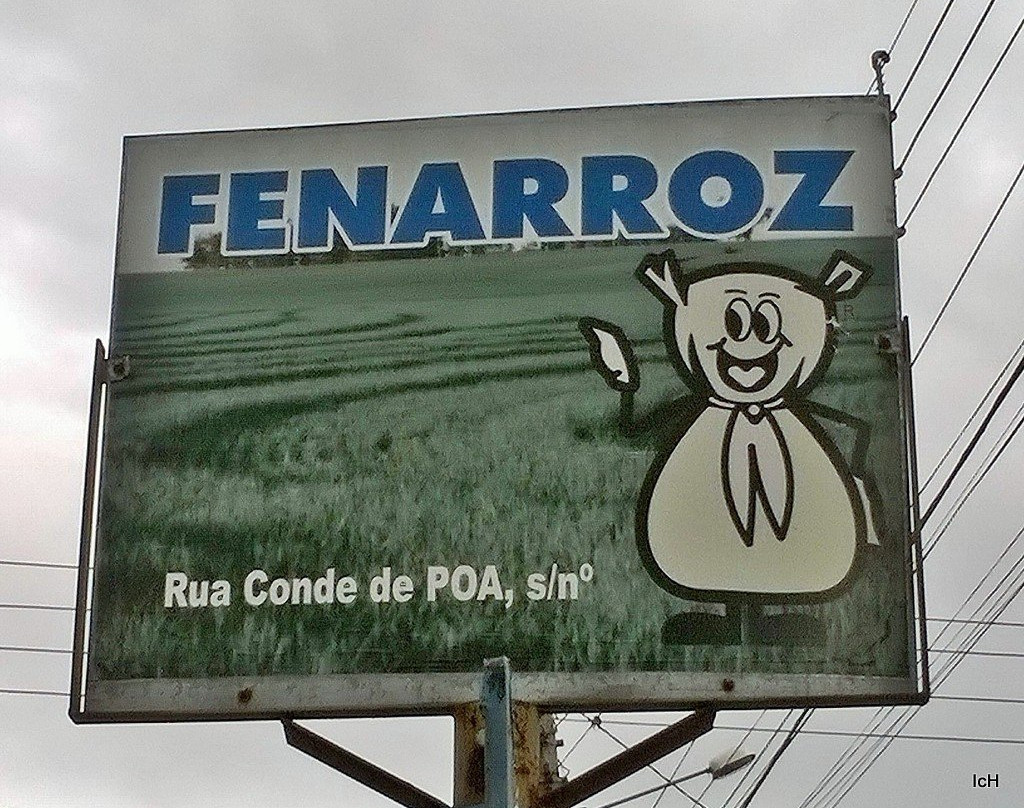 FENARROZ
R
Rua Conde de POA, s/nº
IcH